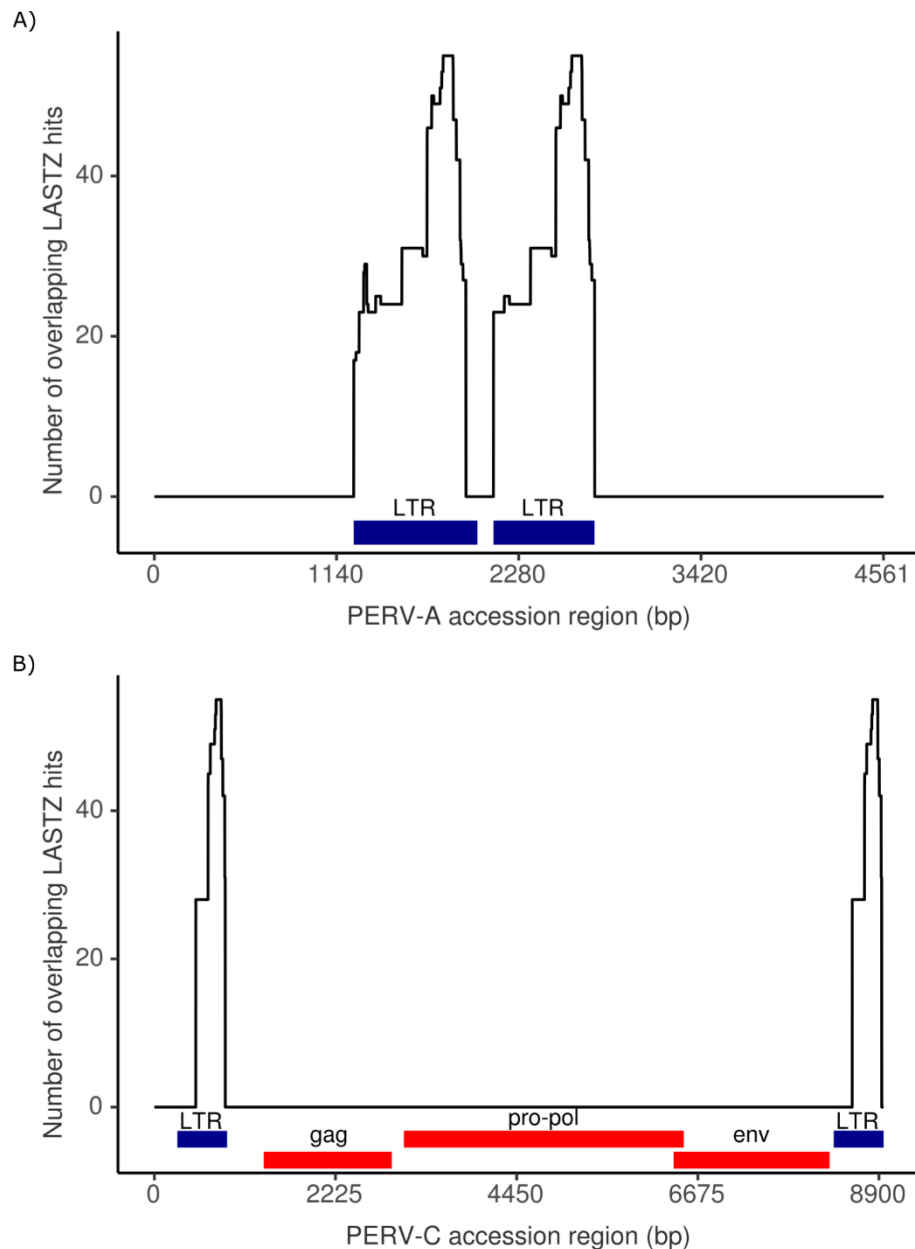 A)
Number of overlapping LASTZ hits
40
20
0
LTR LTR
0 1140 2280 3420 4561
PERV-A accession region (bp)
B)
Number of overlapping LASTZ hits
40
20
0
LTR gag pro-pol env LTR
0 2225 4450 6675 8900
PERV-C accession region (bp)